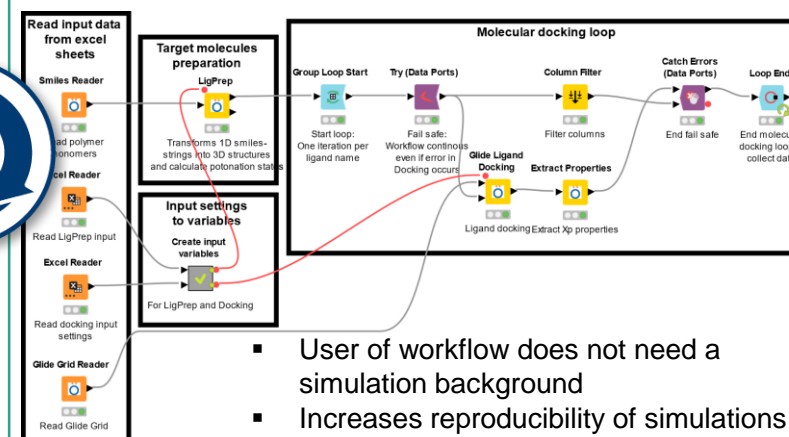 Read input data
from excel
sheets
Smiles Reader
polymer
Excel Reader
Read LigPrep input
Excel Reader
Read docking input
settings
Glide Grid Reader
Read Glide Grid
Target molecules
preparation
LigPrep
Transforms 1D smiles-
strings into 3D structures
and calculate potonation states
Input settings
to variables
Create input
variables
For LigPrep and Docking
Molecular docking loop
Group Loop Start
Start loop:
One iteration per
ligand name
Try (Data Ports)
Fail safe:
Workflow continous
even if error in
Docking occurs
Glide Ligand
Docking
Ligand docking
Column Filter
Filter columns
Extract Properties
Extract Xp properties
Catch Errors
(Data Ports)
End fail safe
Loop End
End molecu
docking loop
collect dat
▪ User of workflow does not need a
simulation background
▪ Increases reproducibility of simulations